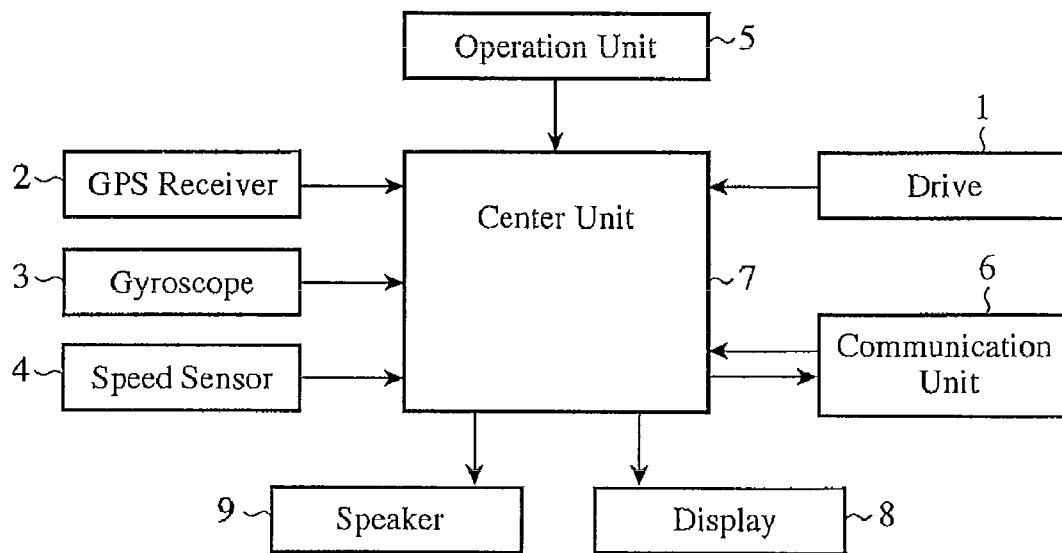 Operation Unit
5
1
2
GPS Receiver
Drive
Center Unit
3
Gyroscope
7
6
4
Speed Sensor
Communication
Unit
9
Speaker
Display
8